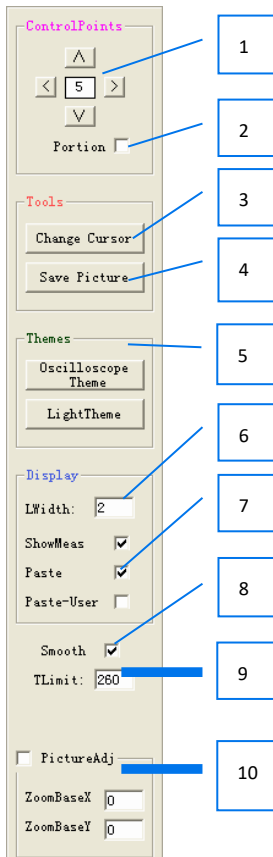 ControlPoints
1
5
Portion
2
Tools
3
Change Cursor
4
Save Picture
Themes
5
Oscilloscope
Theme
LightTheme
6
Display
LWidth: 2
7
ShowMeas
Paste
8
Paste-User
Smooth
9
TLimit: 260
PictureAdj
10
ZoomBaseX 0
ZoomBaseY 0